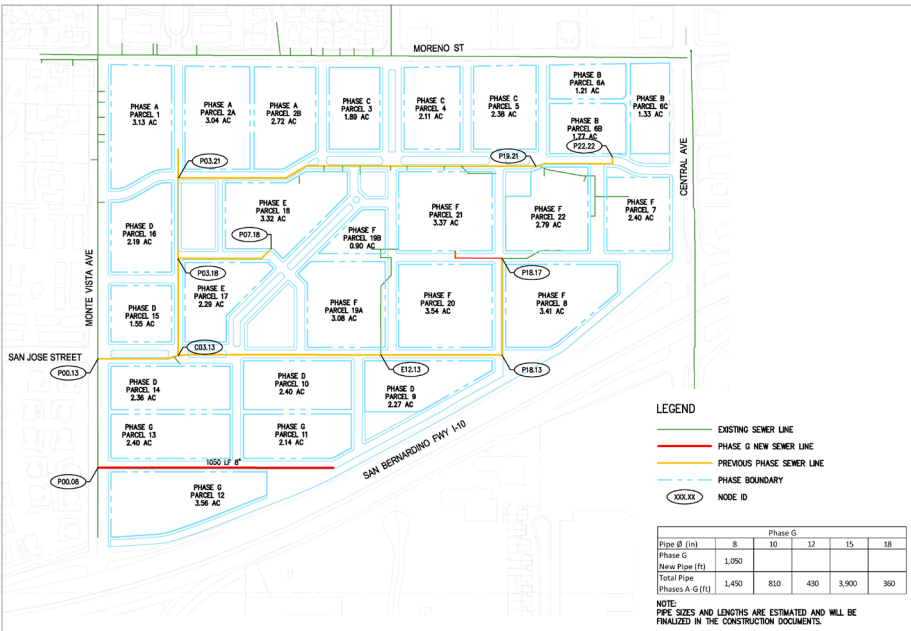 MORENO ST
CENTRAL AVE
MONTE VISTA AVE
SAN JOSE STREET
SAN BERNARDINO FWY I-10
PHASE A
PARCEL 1
3.13 AC
PHASE A
PARCEL 2A
3.04 AC
PHASE A
PARCEL 2B
2.72 AC
PHASE C
PARCEL 3
1.89 AC
PHASE C
PARCEL 4
2.11 AC
PHASE C
PARCEL 5
2.38 AC
PHASE B
PARCEL 6A
1.21 AC
PHASE B
PARCEL 6B
1.77 AC
PHASE B
PARCEL 6C
1.33 AC
P22.22
P19.21
P03.21
PHASE E
PARCEL 18
3.32 AC
PHASE F
PARCEL 21
3.37 AC
PHASE F
PARCEL 22
2.79 AC
PHASE F
PARCEL 7
2.40 AC
PHASE D
PARCEL 16
2.19 AC
P07.18
PHASE F
PARCEL 19B
0.90 AC
P03.18
P18.17
PHASE E
PARCEL 17
2.29 AC
PHASE F
PARCEL 19A
3.08 AC
PHASE F
PARCEL 20
3.54 AC
PHASE F
PARCEL 8
3.41 AC
PHASE D
PARCEL 15
1.55 AC
C03.13
P00.13
E12.13
P18.13
PHASE D
PARCEL 14
2.36 AC
PHASE D
PARCEL 10
2.40 AC
PHASE D
PARCEL 9
2.27 AC
PHASE G
PARCEL 13
2.40 AC
PHASE G
PARCEL 11
2.14 AC
1050 LF 8"
P00.08
PHASE G
PARCEL 12
3.56 AC
LEGEND
EXISTING SEWER LINE
PHASE G NEW SEWER LINE
PREVIOUS PHASE SEWER LINE
PHASE BOUNDARY
XXX.XX NODE ID
Phase G
Pipe Ø (in) 8 10 12 15 18
Phase G
New Pipe (ft) 1,050
Total Pipe
Phases A-G (ft) 1,450 810 430 3,900 360
NOTE:
PIPE SIZES AND LENGTHS ARE ESTIMATED AND WILL BE
FINALIZED IN THE CONSTRUCTION DOCUMENTS.